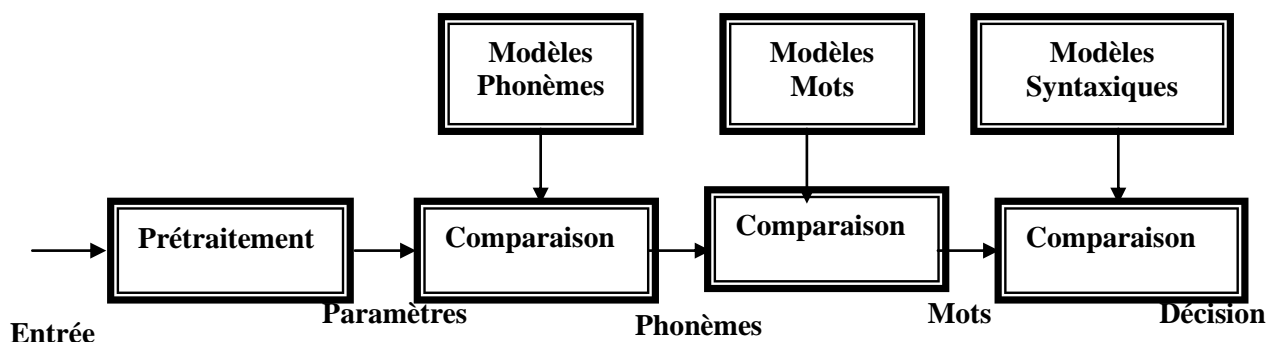 Modèles
Phonèmes
Modèles
Mots
Modèles
Syntaxiques
Prétraitement
Comparaison
Comparaison
Comparaison
Entrée
Paramètres
Phonèmes
Mots
Décision